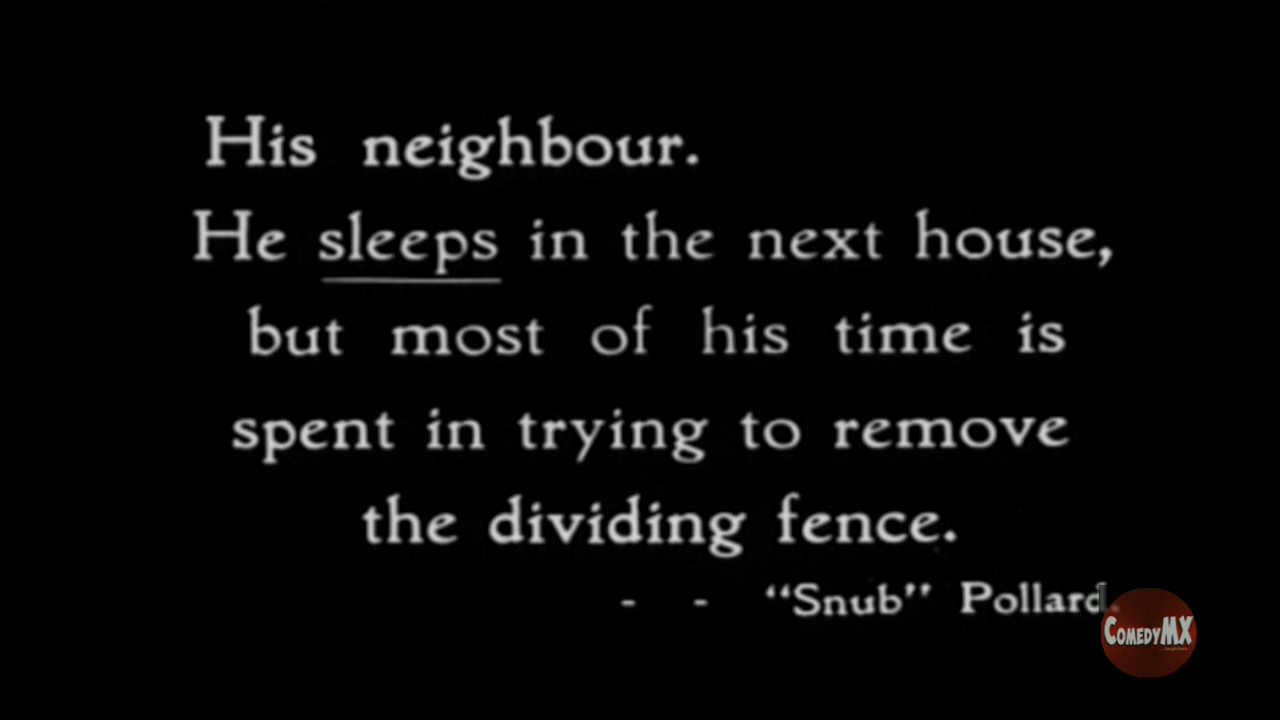 His neighbour.
He sleeps in the next house,
but most of his time is
spent in trying to remove
the dividing fence.
- - “Snub” Pollard.
COMEDYMX